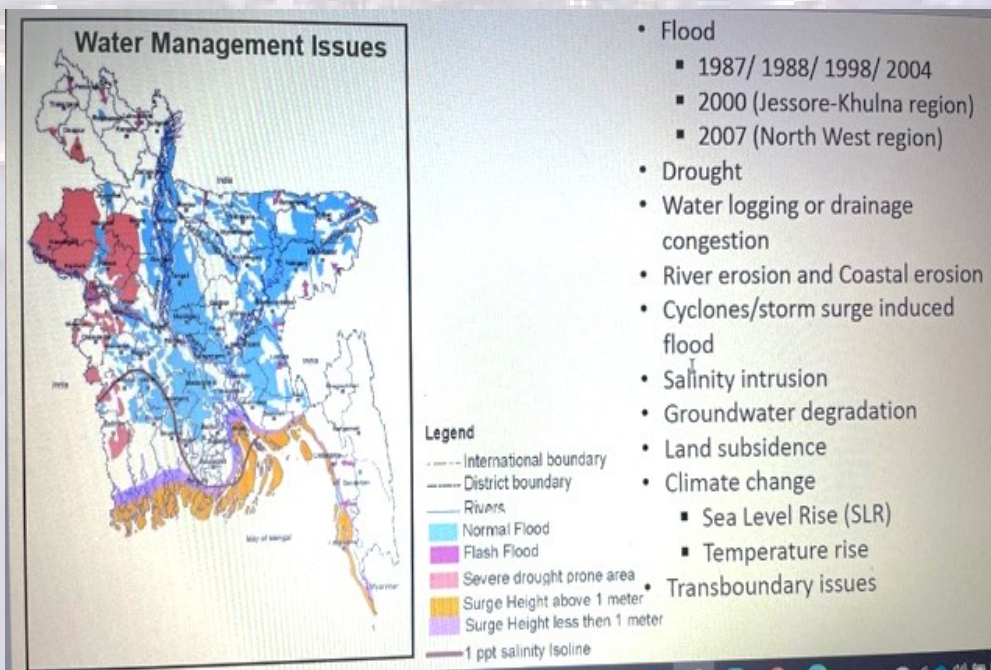 Water Management Issues
India
India
India
Bay of Bengal
Myanmar
Legend
International boundary
District boundary
Rivers
Normal Flood
Flash Flood
Severe drought prone area
Surge Height above 1 meter
Surge Height less then 1 meter
1 ppt salinity Isoline
• Flood
▪ 1987/ 1988/ 1998/ 2004
▪ 2000 (Jessore-Khulna region)
▪ 2007 (North West region)
• Drought
• Water logging or drainage
congestion
• River erosion and Coastal erosion
• Cyclones/storm surge induced
flood
• Salinity intrusion
• Groundwater degradation
• Land subsidence
• Climate change
▪ Sea Level Rise (SLR)
▪ Temperature rise
• Transboundary issues